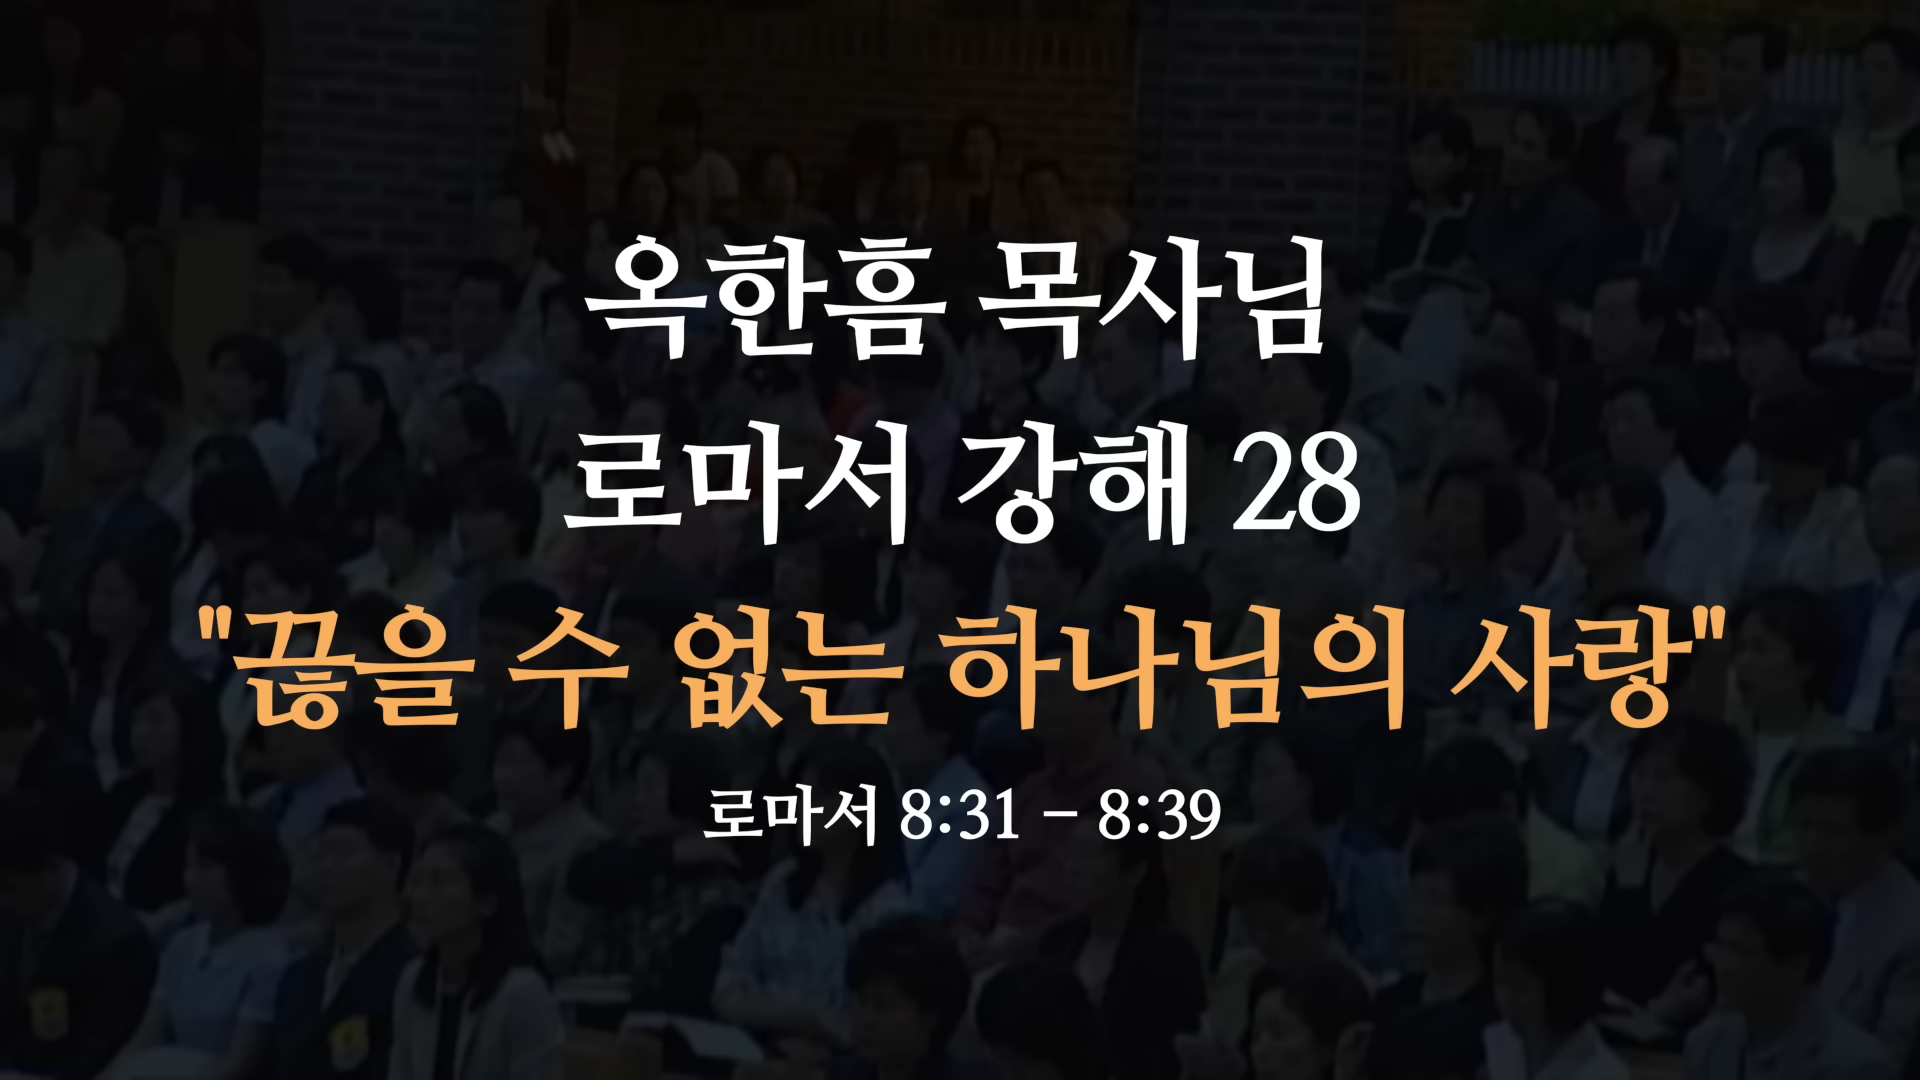 옥한흠 목사님
로마서 강해 28
"끊을 수 없는 하나님의 사랑"
로마서 8:31 - 8:39